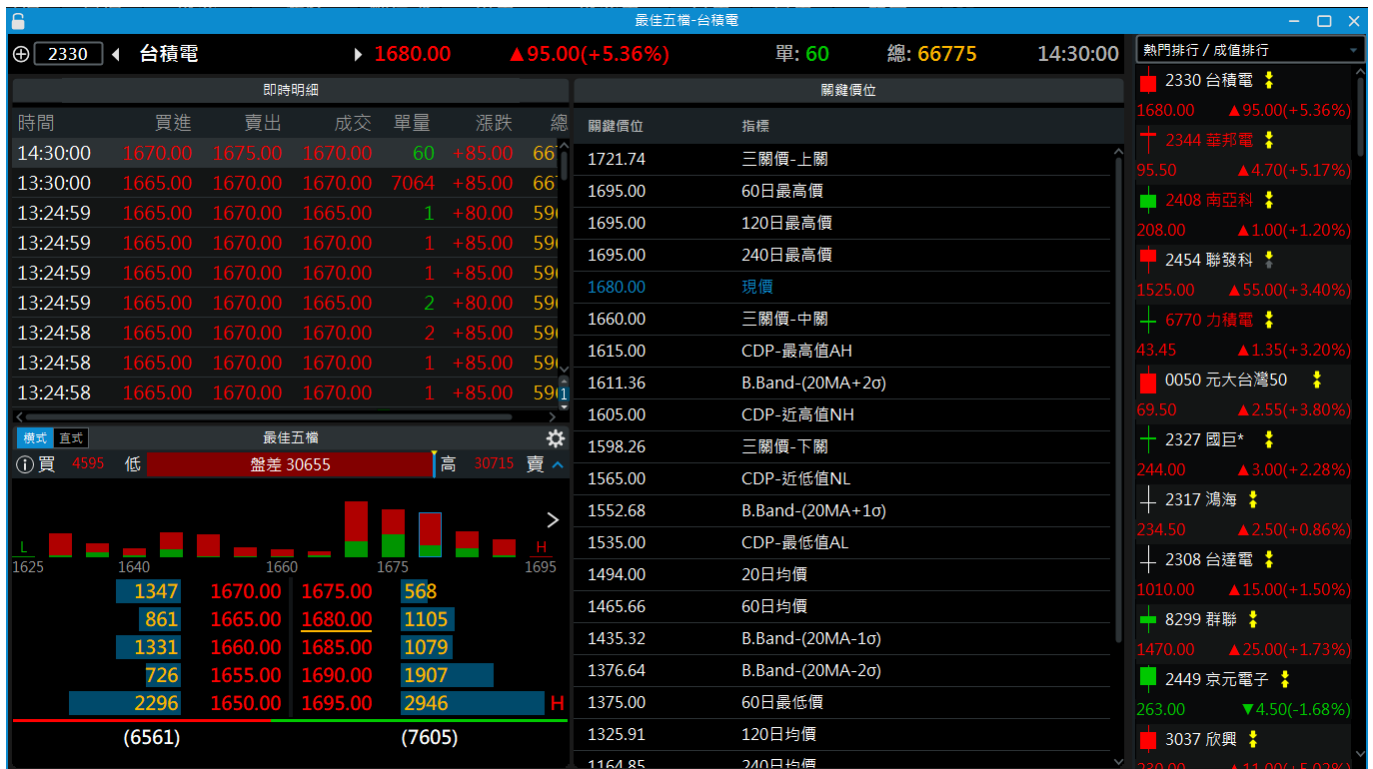 最佳五檔-台積電
2330 台積電 1680.00 ▲95.00(+5.36%) 單: 60 總: 66775 14:30:00
即時明細
時間 買進 賣出 成交 單量 漲跌 總
14:30:00 1670.00 1675.00 1670.00 60 +85.00 66
13:30:00 1665.00 1670.00 1670.00 7064 +85.00 66
13:24:59 1665.00 1670.00 1665.00 1 +80.00 59
13:24:59 1665.00 1670.00 1670.00 1 +85.00 59
13:24:59 1665.00 1670.00 1670.00 1 +85.00 59
13:24:59 1665.00 1670.00 1665.00 2 +80.00 59
13:24:58 1665.00 1670.00 1670.00 2 +85.00 59
13:24:58 1665.00 1670.00 1670.00 1 +85.00 59
13:24:58 1665.00 1670.00 1670.00 1 +85.00 59
1
橫式 直式 最佳五檔
買 4595 低 盤差 30655 高 30715 賣
L H
1625 1640 1660 1675 1695
1347 1670.00 1675.00 568
861 1665.00 1680.00 1105
1331 1660.00 1685.00 1079
726 1655.00 1690.00 1907
2296 1650.00 1695.00 2946 H
(6561) (7605)
關鍵價位
關鍵價位 指標
1721.74 三關價-上關
1695.00 60日最高價
1695.00 120日最高價
1695.00 240日最高價
1680.00 現價
1660.00 三關價-中關
1615.00 CDP-最高值AH
1611.36 B.Band-(20MA+2σ)
1605.00 CDP-近高值NH
1598.26 三關價-下關
1565.00 CDP-近低值NL
1552.68 B.Band-(20MA+1σ)
1535.00 CDP-最低值AL
1494.00 20日均價
1465.66 60日均價
1435.32 B.Band-(20MA-1σ)
1376.64 B.Band-(20MA-2σ)
1375.00 60日最低價
1325.91 120日均價
1164.85 240日均價
熱門排行 / 成值排行
2330 台積電
1680.00 ▲95.00(+5.36%)
2344 華邦電
95.50 ▲4.70(+5.17%)
2408 南亞科
208.00 ▲1.00(+1.20%)
2454 聯發科
1525.00 ▲55.00(+3.40%)
6770 力積電
43.45 ▲1.35(+3.20%)
0050 元大台灣50
69.50 ▲2.55(+3.80%)
2327 國巨*
244.00 ▲3.00(+2.28%)
2317 鴻海
234.50 ▲2.50(+0.86%)
2308 台達電
1010.00 ▲15.00(+1.50%)
8299 群聯
1470.00 ▲25.00(+1.73%)
2449 京元電子
263.00 ▼4.50(-1.68%)
3037 欣興